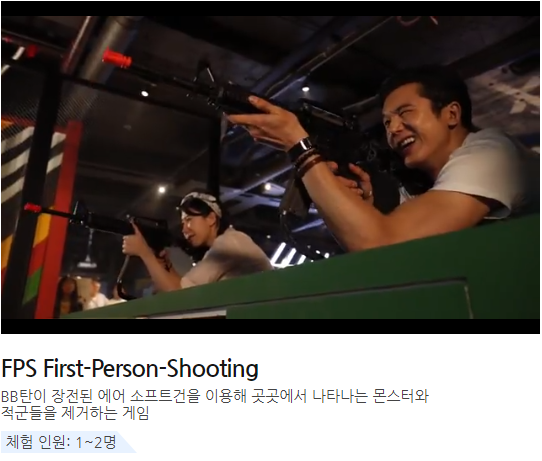 FPS First-Person-Shooting
BB탄이 장전된 에어 소프트건을 이용해 곳곳에서 나타나는 몬스터와
적군들을 제거하는 게임
체험 인원: 1~2명